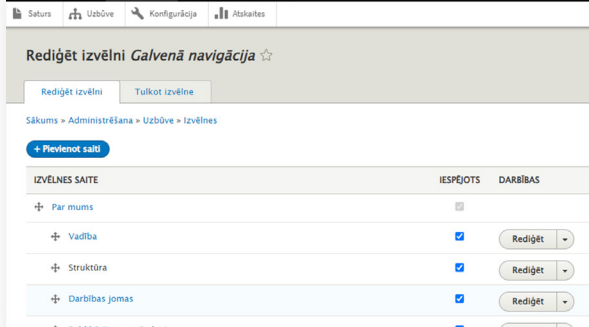 Saturs Uzbūve Konfigurācija Atskaites
Rediģēt izvēlni Galvenā navigācija
Rediģēt izvēlni Tulkot izvēlne
Sākums » Administrēšana » Uzbūve » Izvēlnes
+ Pievienot saiti
IZVĒLNES SAITE IESPĒJOTS DARBĪBAS
Par mums
Vadība Rediģēt
Struktūra Rediģēt
Darbības jomas Rediģēt